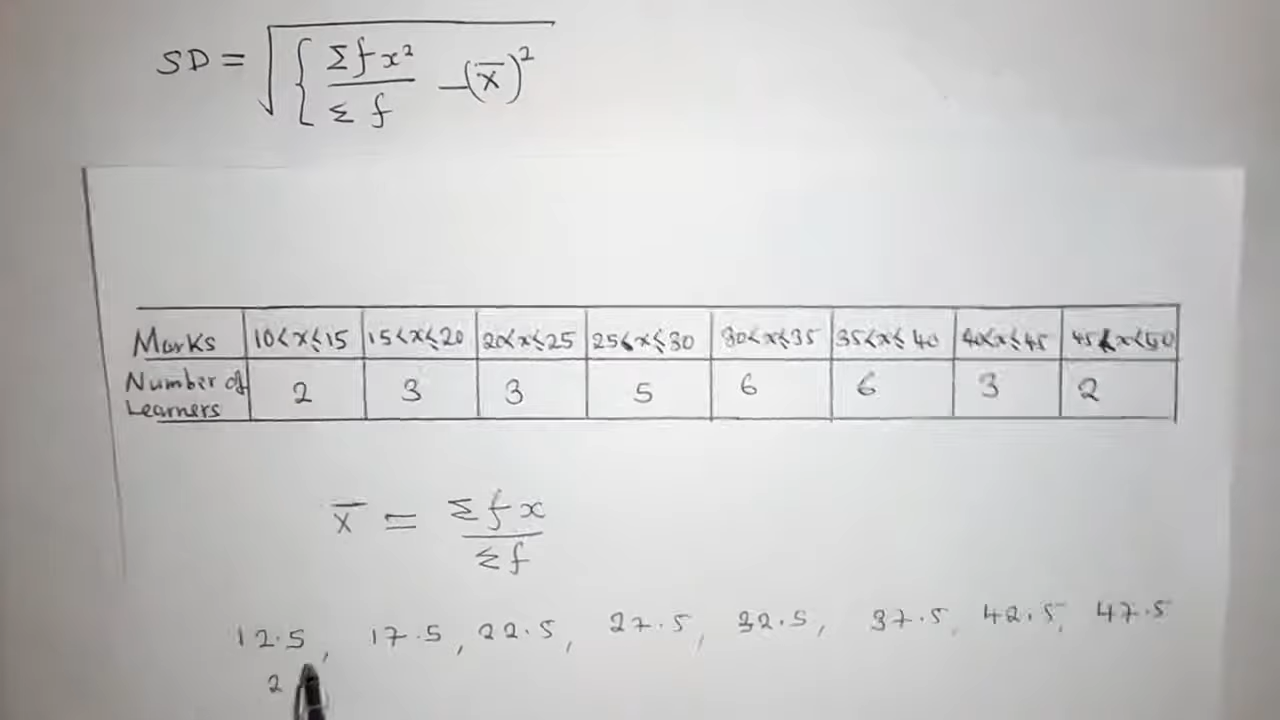 SD = √{ Σfx² / Σf − (x̄)²
Marks 10<x≤15 15<x≤20 20<x≤25 25<x≤30 30<x≤35 35<x≤40 40<x≤45 45<x≤50
Number of Learners 2 3 3 5 6 6 3 2
x̄ = Σfx / Σf
12.5, 17.5, 22.5, 27.5, 32.5, 37.5, 42.5, 47.5
2